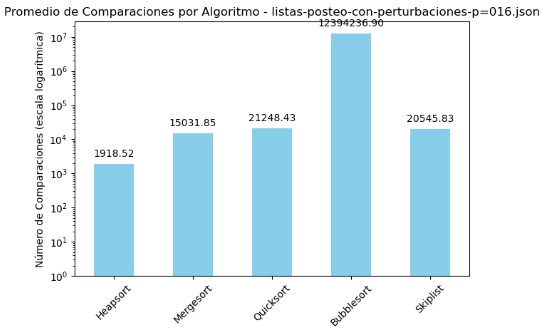 Promedio de Comparaciones por Algoritmo - listas-posteo-con-perturbaciones-p=016.json
Número de Comparaciones (escala logarítmica)
10^7
10^6
10^5
10^4
10^3
10^2
10^1
10^0
1918.52
15031.85
21248.43
12394236.90
20545.83
Heapsort
Mergesort
Quicksort
Bubblesort
Skiplist